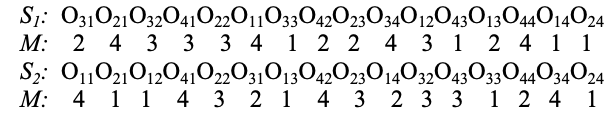 S₁: O₃₁O₂₁O₃₂O₄₁O₂₂O₁₁O₃₃O₄₂O₂₃O₃₄O₁₂O₄₃O₁₃O₄₄O₁₄O₂₄
M: 2 4 3 3 3 4 1 2 2 4 3 1 2 4 1 1
S₂: O₁₁O₂₁O₁₂O₄₁O₂₂O₃₁O₁₃O₄₂O₂₃O₁₄O₃₂O₄₃O₃₃O₄₄O₃₄O₂₄
M: 4 1 1 4 3 2 1 4 3 2 3 3 1 2 4 1